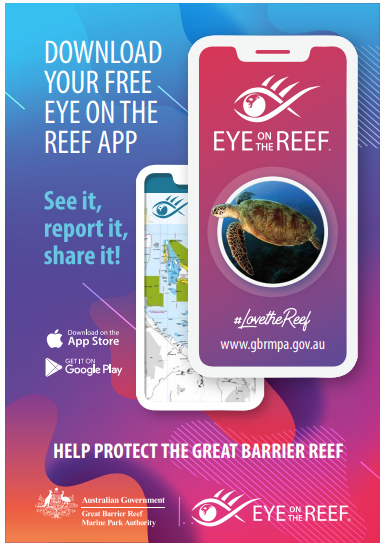 DOWNLOAD
YOUR FREE
EYE ON THE
REEF APP
See it,
report it,
share it!
Download on the
App Store
GET IT ON
Google Play
EYE ON THE REEF
#LovetheReef
www.gbrmpa.gov.au
HELP PROTECT THE GREAT BARRIER REEF
Australian Government
Great Barrier Reef
Marine Park Authority
EYE ON THE REEF